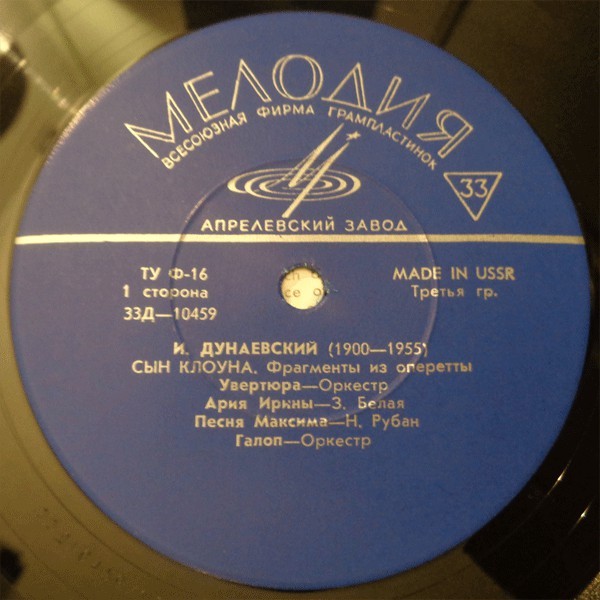 МЕЛОДИЯ
ВСЕСОЮЗНАЯ ФИРМА ГРАМПЛАСТИНОК
33
АПРЕЛЕВСКИЙ ЗАВОД
ТУ Ф-16
MADE IN USSR
1 сторона
Третья гр.
33Д—10459
И. ДУНАЕВСКИЙ (1900—1955)
СЫН КЛОУНА. Фрагменты из оперетты
Увертюра—Оркестр
Ария Ирины—З. Белая
Песня Максима—Н. Рубан
Галоп—Оркестр